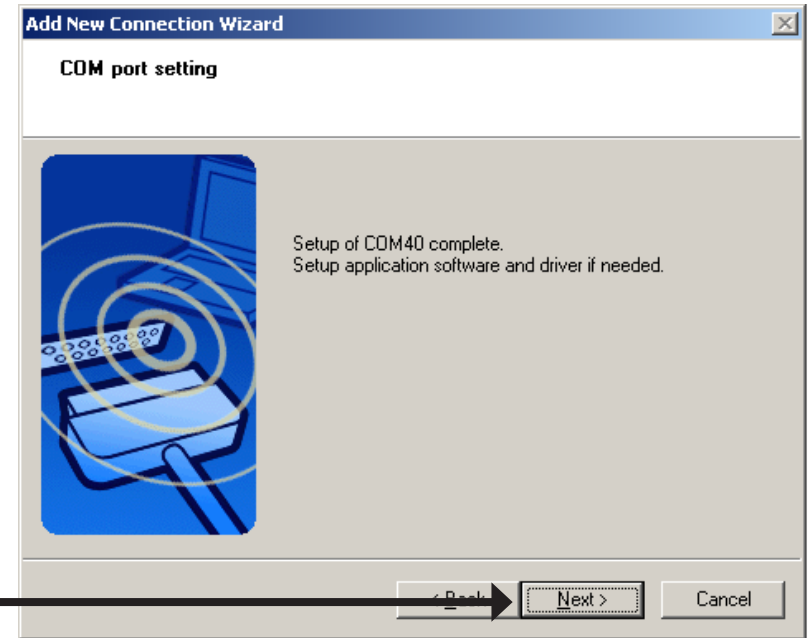 Add New Connection Wizard
COM port setting
Setup of COM40 complete.
Setup application software and driver if needed.
< Back
Next >
Cancel